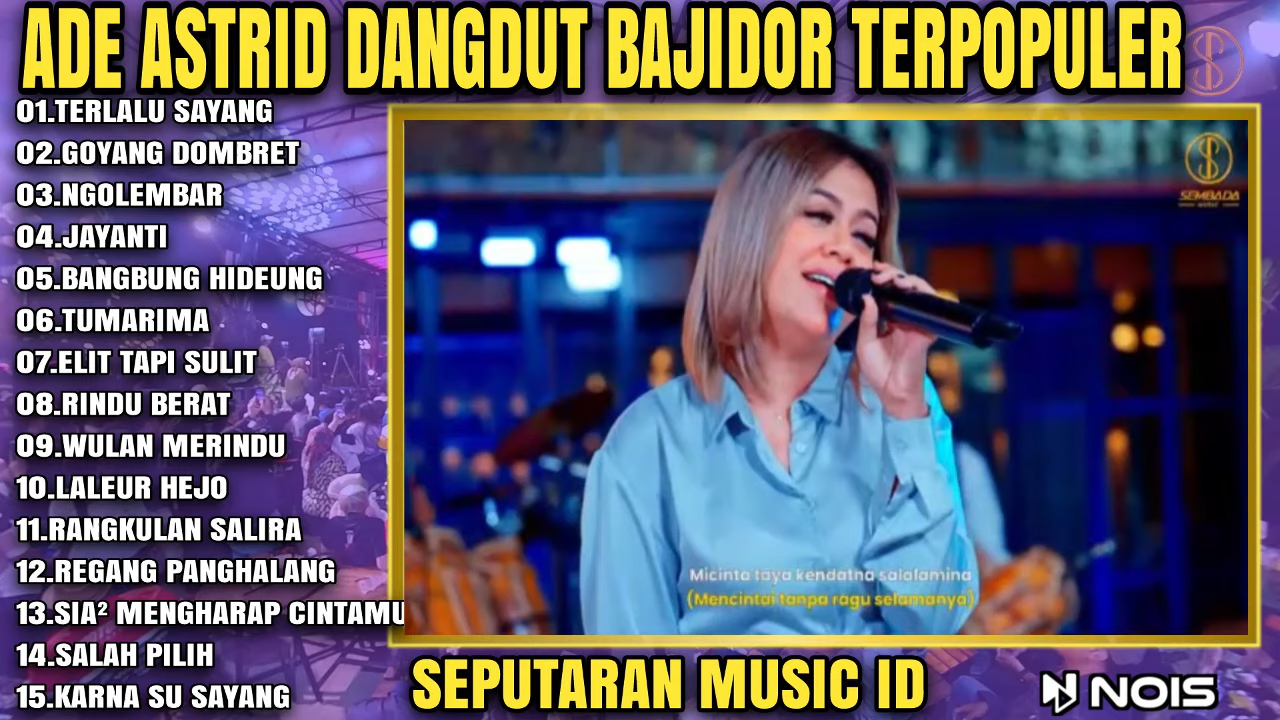 ADE ASTRID DANGDUT BAJIDOR TERPOPULER
01.TERLALU SAYANG
02.GOYANG DOMBRET
03.NGOLEMBAR
04.JAYANTI
05.BANGBUNG HIDEUNG
06.TUMARIMA
07.ELIT TAPI SULIT
08.RINDU BERAT
09.WULAN MERINDU
10.LALEUR HEJO
11.RANGKULAN SALIRA
12.REGANG PANGHALANG
13.SIA² MENGHARAP CINTAMU
14.SALAH PILIH
15.KARNA SU SAYANG
SEMBADA
Micinta taya kendatna salalamina
(Mencintai tanpa ragu selamanya)
SEPUTARAN MUSIC ID
NOIS